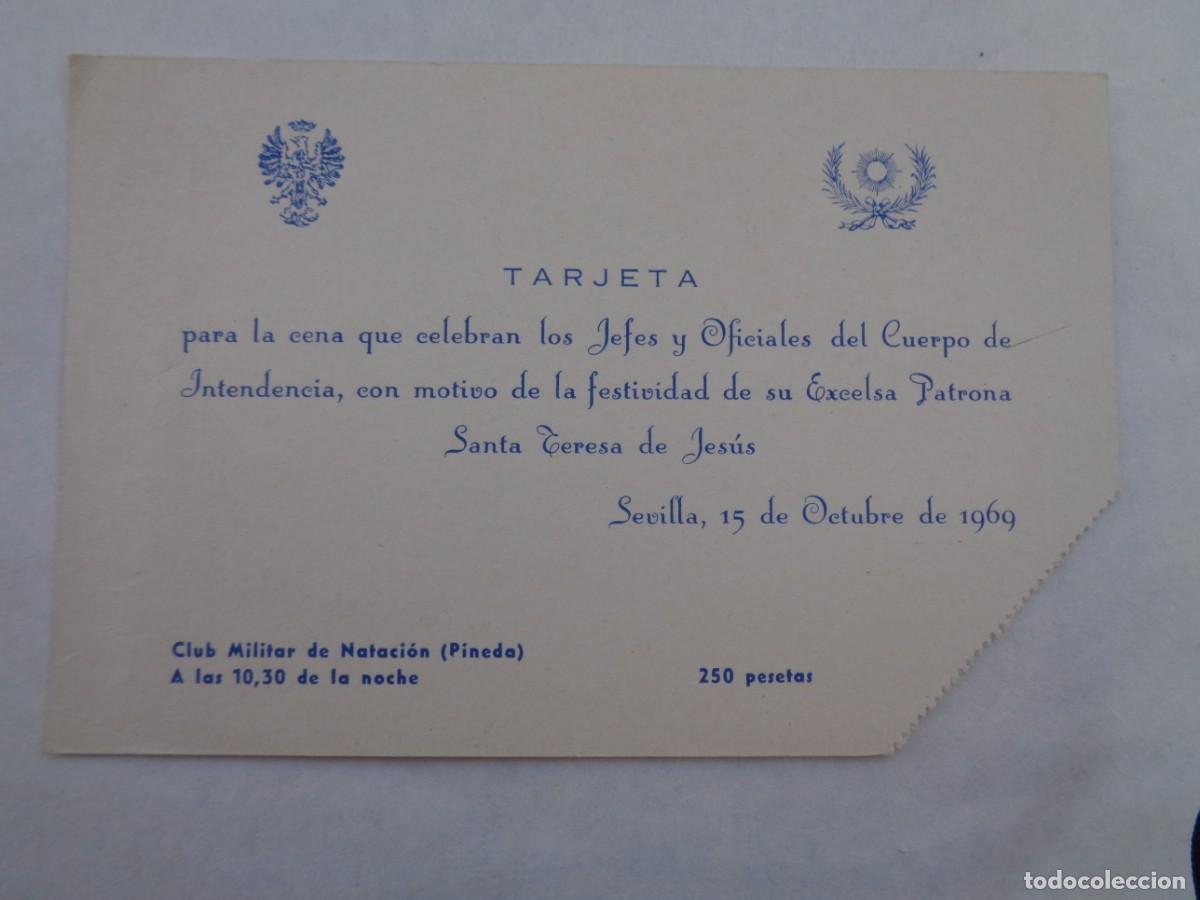 TARJETA
para la cena que celebran los Jefes y Oficiales del Cuerpo de
Intendencia, con motivo de la festividad de su Excelsa Patrona
Santa Teresa de Jesús
Sevilla, 15 de Octubre de 1969
Club Militar de Natación (Pineda)
A las 10,30 de la noche
250 pesetas
todocoleccion